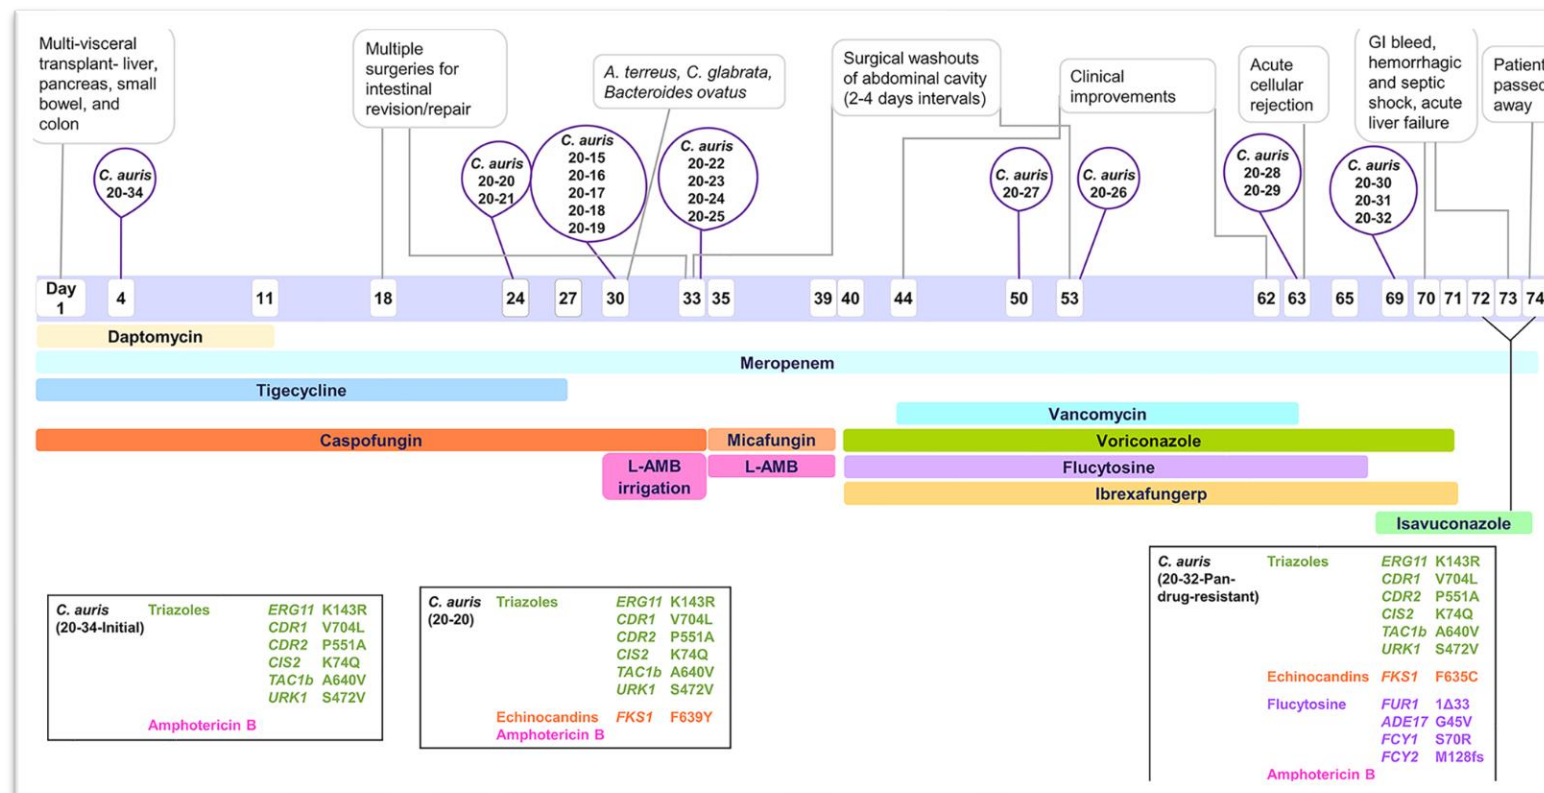 Multi-visceral
transplant- liver,
pancreas, small
bowel, and
colon
Multiple
surgeries for
intestinal
revision/repair
A. terreus, C. glabrata,
Bacteroides ovatus
Surgical washouts
of abdominal cavity
(2-4 days intervals)
Clinical
improvements
Acute
cellular
rejection
GI bleed,
hemorrhagic
and septic
shock, acute
liver failure
Patient
passed
away
C. auris
20-34
C. auris
20-20
20-21
C. auris
20-15
20-16
20-17
20-18
20-19
C. auris
20-22
20-23
20-24
20-25
C. auris
20-27
C. auris
20-26
C. auris
20-28
20-29
C. auris
20-30
20-31
20-32
Day
1
4
11
18
24
27
30
33
35
39
40
44
50
53
62
63
65
69
70
71
72
73
74
Daptomycin
Meropenem
Tigecycline
Vancomycin
Caspofungin
Micafungin
Voriconazole
L-AMB
irrigation
L-AMB
Flucytosine
Ibrexafungerp
Isavuconazole
C. auris
(20-34-Initial)
Triazoles
ERG11 K143R
CDR1 V704L
CDR2 P551A
CIS2 K74Q
TAC1b A640V
URK1 S472V
Amphotericin B
C. auris
(20-20)
Triazoles
ERG11 K143R
CDR1 V704L
CDR2 P551A
CIS2 K74Q
TAC1b A640V
URK1 S472V
Echinocandins FKS1 F639Y
Amphotericin B
C. auris
(20-32-Pan-
drug-resistant)
Triazoles
ERG11 K143R
CDR1 V704L
CDR2 P551A
CIS2 K74Q
TAC1b A640V
URK1 S472V
Echinocandins FKS1 F635C
Flucytosine FUR1 1Δ33
ADE17 G45V
FCY1 S70R
FCY2 M128fs
Amphotericin B